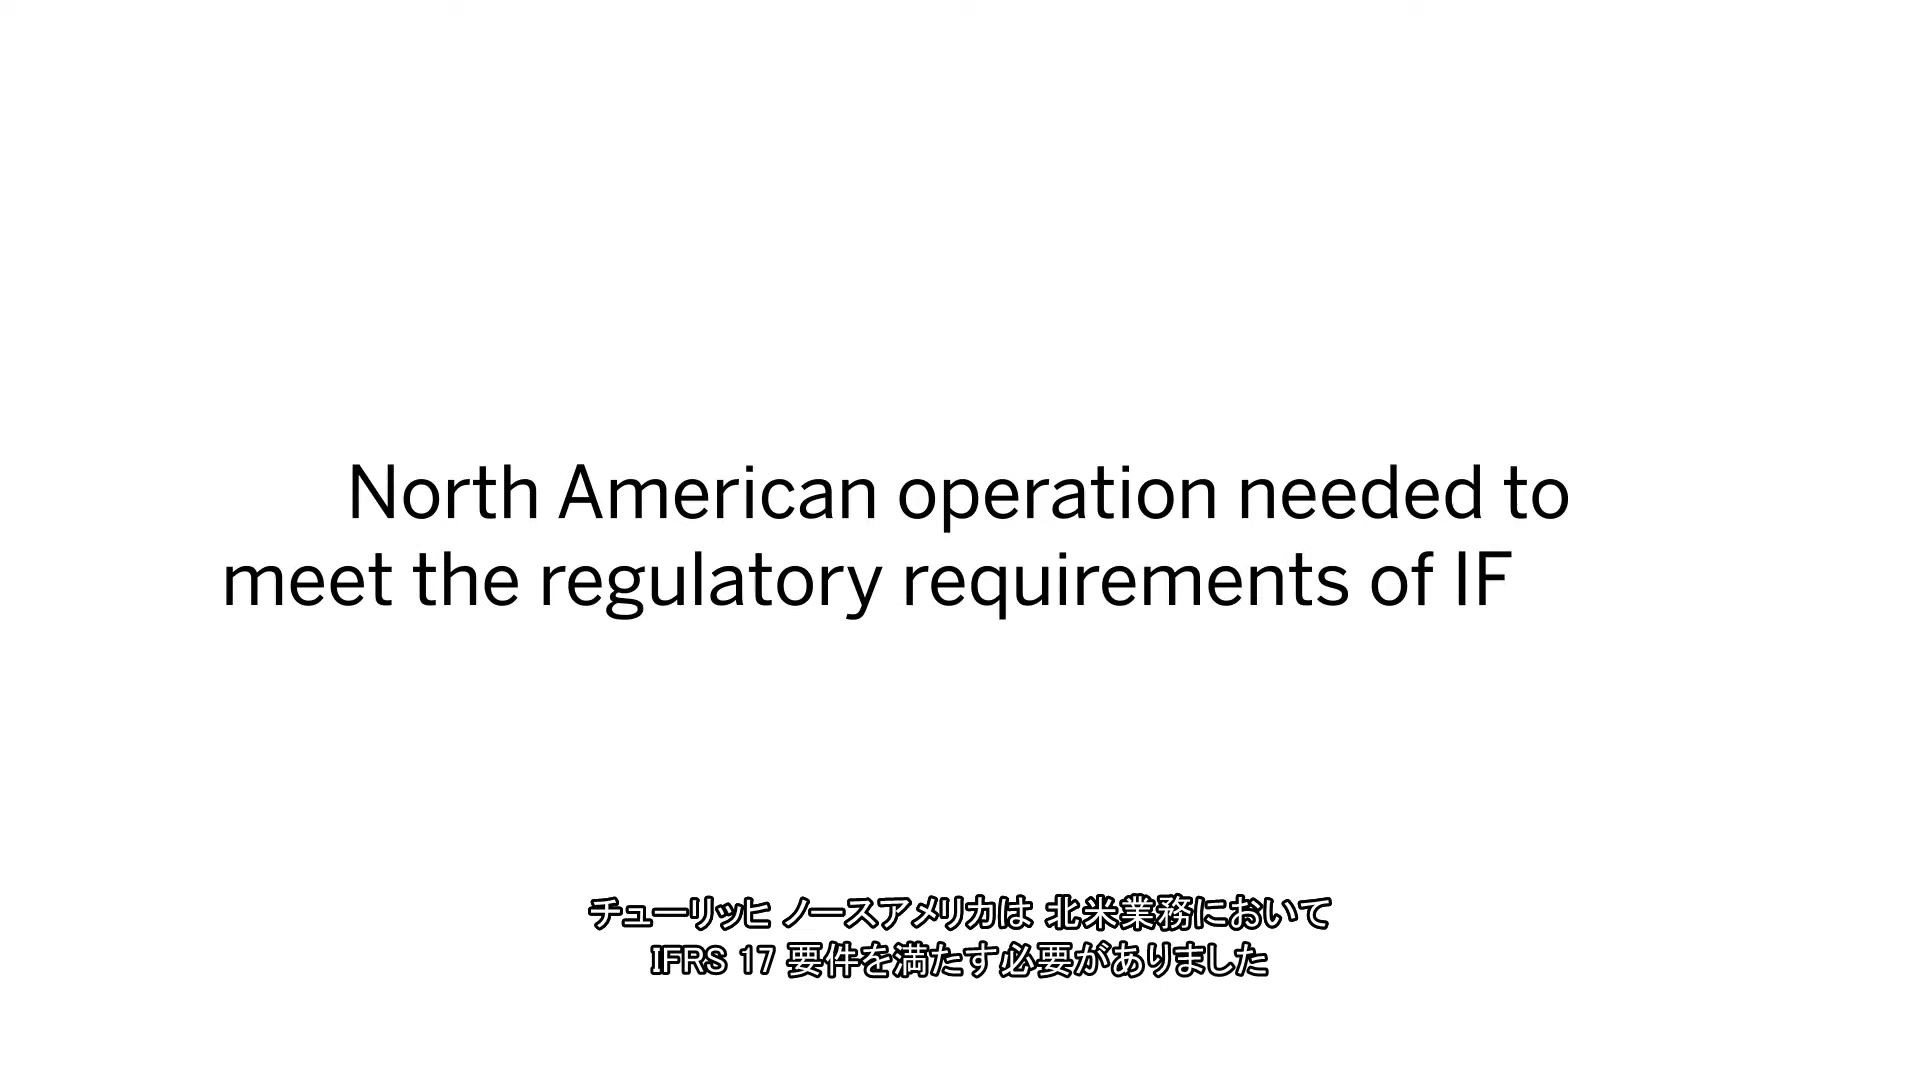 North American operation needed to
meet the regulatory requirements of IF
チューリッヒ ノースアメリカは 北米業務において
IFRS 17 要件を満たす必要がありました